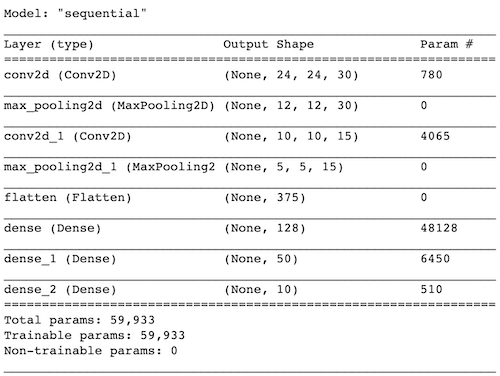 Model: "sequential"
Layer (type) Output Shape Param #
conv2d (Conv2D) (None, 24, 24, 30) 780
max_pooling2d (MaxPooling2D) (None, 12, 12, 30) 0
conv2d_1 (Conv2D) (None, 10, 10, 15) 4065
max_pooling2d_1 (MaxPooling2 (None, 5, 5, 15) 0
flatten (Flatten) (None, 375) 0
dense (Dense) (None, 128) 48128
dense_1 (Dense) (None, 50) 6450
dense_2 (Dense) (None, 10) 510
Total params: 59,933
Trainable params: 59,933
Non-trainable params: 0